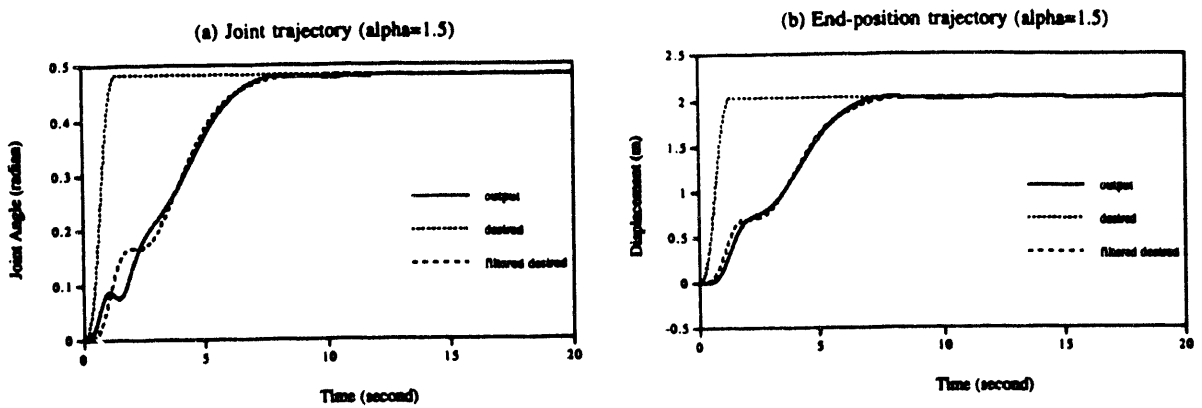 (a) Joint trajectory (alpha=1.5)
Joint Angle (radian)
0.5
0.4
0.3
0.2
0.1
0
0
5
10
15
20
Time (second)
output
desired
filtered desired
(b) End-position trajectory (alpha=1.5)
Displacement (m)
2.5
2
1.5
1
0.5
0
-0.5
0
5
10
15
20
Time (second)
output
desired
filtered desired